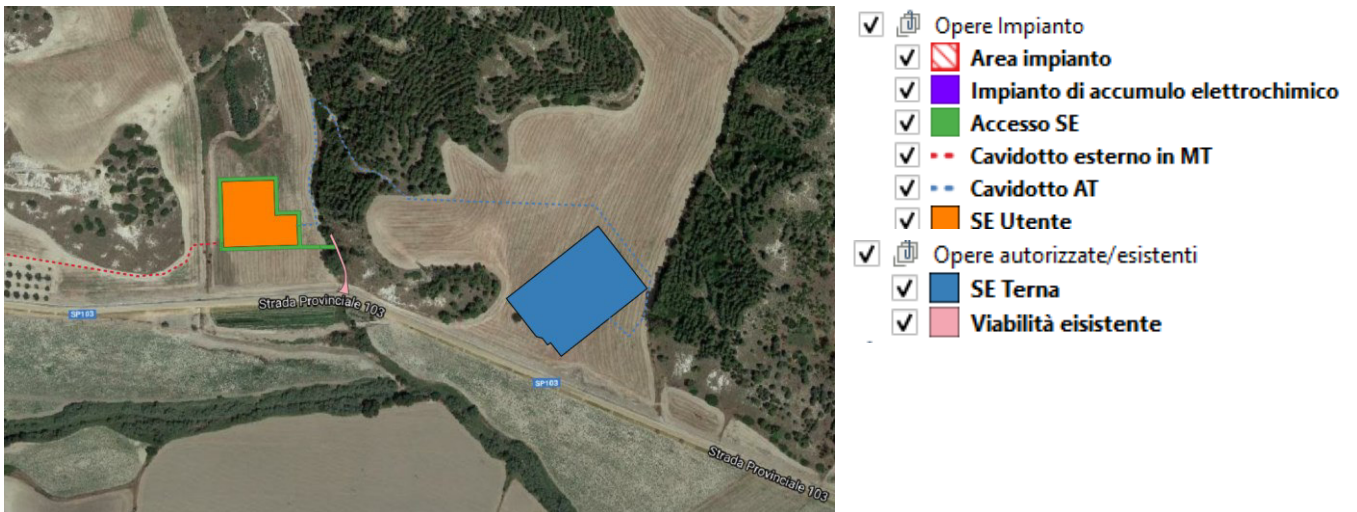 Strada Provinciale 103
SP103
SP103
Strada Provinciale 103
Opere Impianto
Area impianto
Impianto di accumulo elettrochimico
Accesso SE
Cavidotto esterno in MT
Cavidotto AT
SE Utente
Opere autorizzate/esistenti
SE Terna
Viabilità eisistente